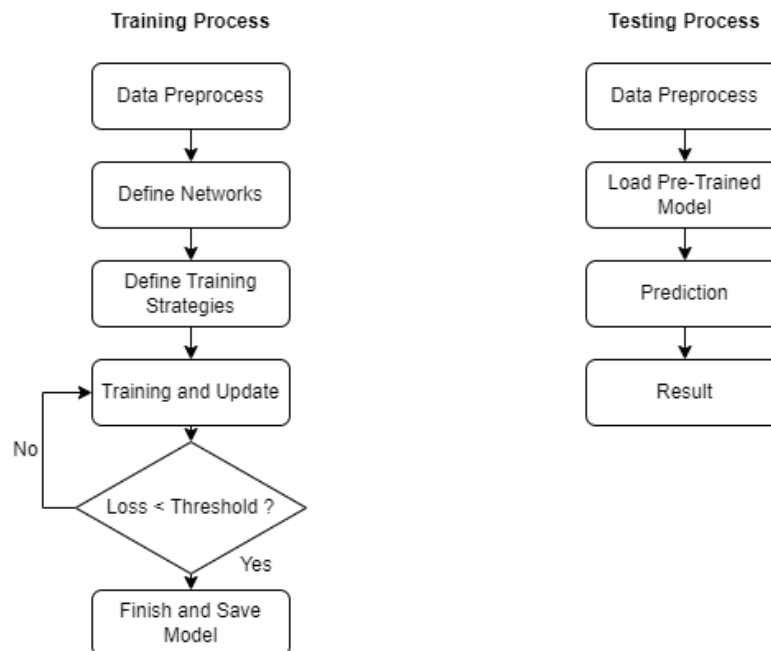 Training Process
Data Preprocess
Define Networks
Define Training
Strategies
Training and Update
No
Loss < Threshold ?
Yes
Finish and Save
Model
Testing Process
Data Preprocess
Load Pre-Trained
Model
Prediction
Result